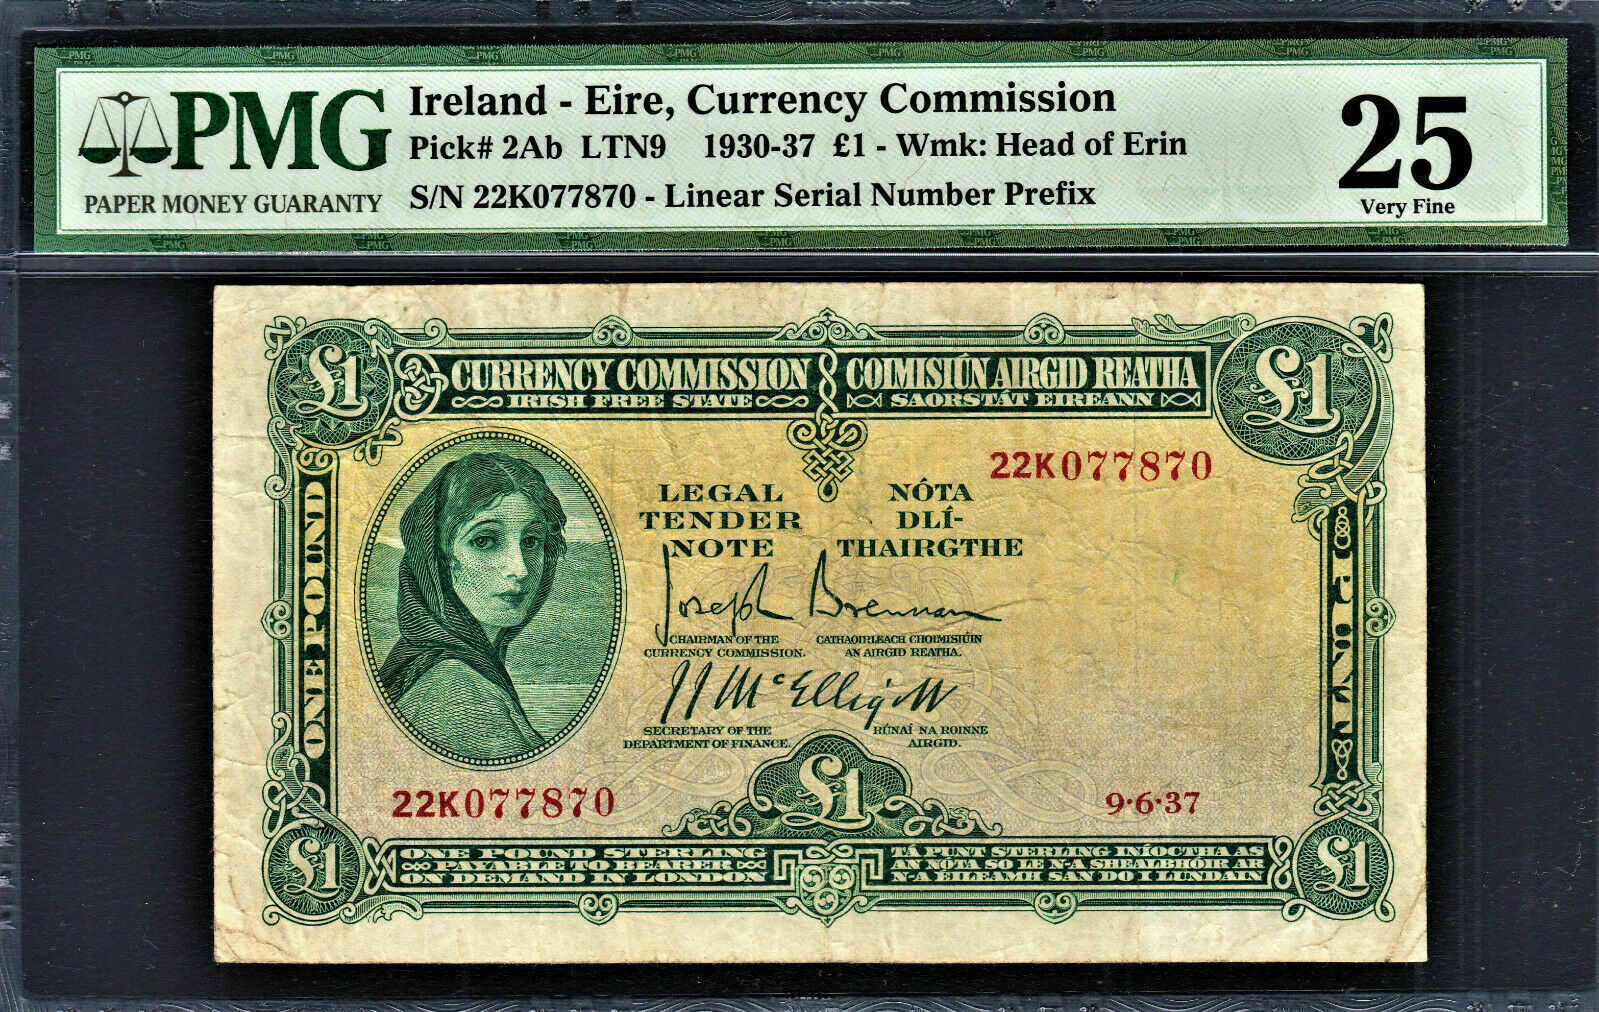 PMG
PAPER MONEY GUARANTY
Ireland - Eire, Currency Commission
Pick# 2Ab LTN9 1930-37 £1 - Wmk: Head of Erin
S/N 22K077870 - Linear Serial Number Prefix
25
Very Fine
£1
CURRENCY COMMISSION
IRISH FREE STATE
COIMISIÚN AIRGID REATHA
SAORSTÁT EIREANN
£1
ONE POUND
22K077870
LEGAL
TENDER
NOTE
NÓTA
DLÍ-
THAIRGTHE
Joseph Brennan
CHAIRMAN OF THE
CURRENCY COMMISSION.
CATHAOIRLEACH CHOIMISIÚIN
AN AIRGID REATHA.
J J McElligott
SECRETARY OF THE
DEPARTMENT OF FINANCE.
RÚNAÍ NA ROINNE
AIRGID.
22K077870
£1
9·6·37
£1
ONE POUND STERLING
PAYABLE TO BEARER
ON DEMAND IN LONDON
TÁ PUNT STERLING INÍOCTHA AS
AN NÓTA SO LE N-A SHEALBHÓIR AR
N-A ÉILEAMH SAN DO I LUNDAIN
£1